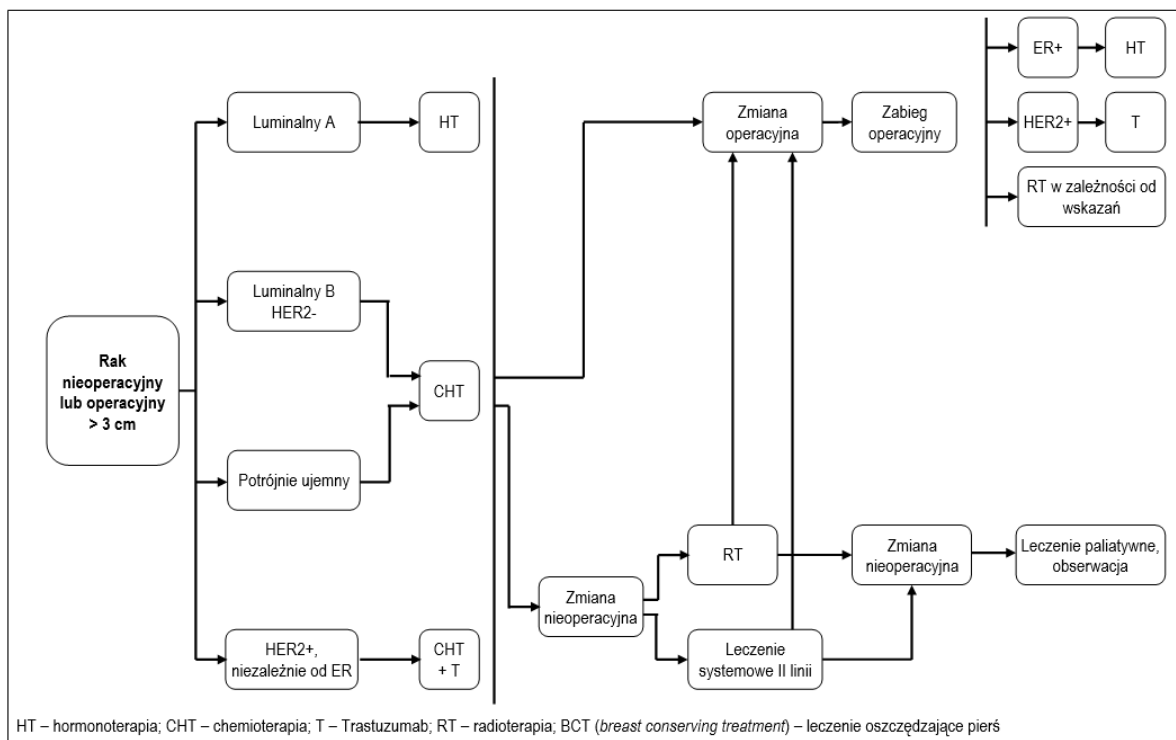 Rak
nieoperacyjny
lub operacyjny
> 3 cm
Luminalny A
HT
Luminalny B
HER2-
CHT
Potrójnie ujemny
HER2+,
niezależnie od ER
CHT
+ T
Zmiana
operacyjna
Zabieg
operacyjny
ER+
HT
HER2+
T
RT w zależności od
wskazań
Zmiana
nieoperacyjna
RT
Leczenie
systemowe II linii
Zmiana
nieoperacyjna
Leczenie paliatywne,
obserwacja
HT – hormonoterapia; CHT – chemioterapia; T – Trastuzumab; RT – radioterapia; BCT (breast conserving treatment) – leczenie oszczędzające pierś